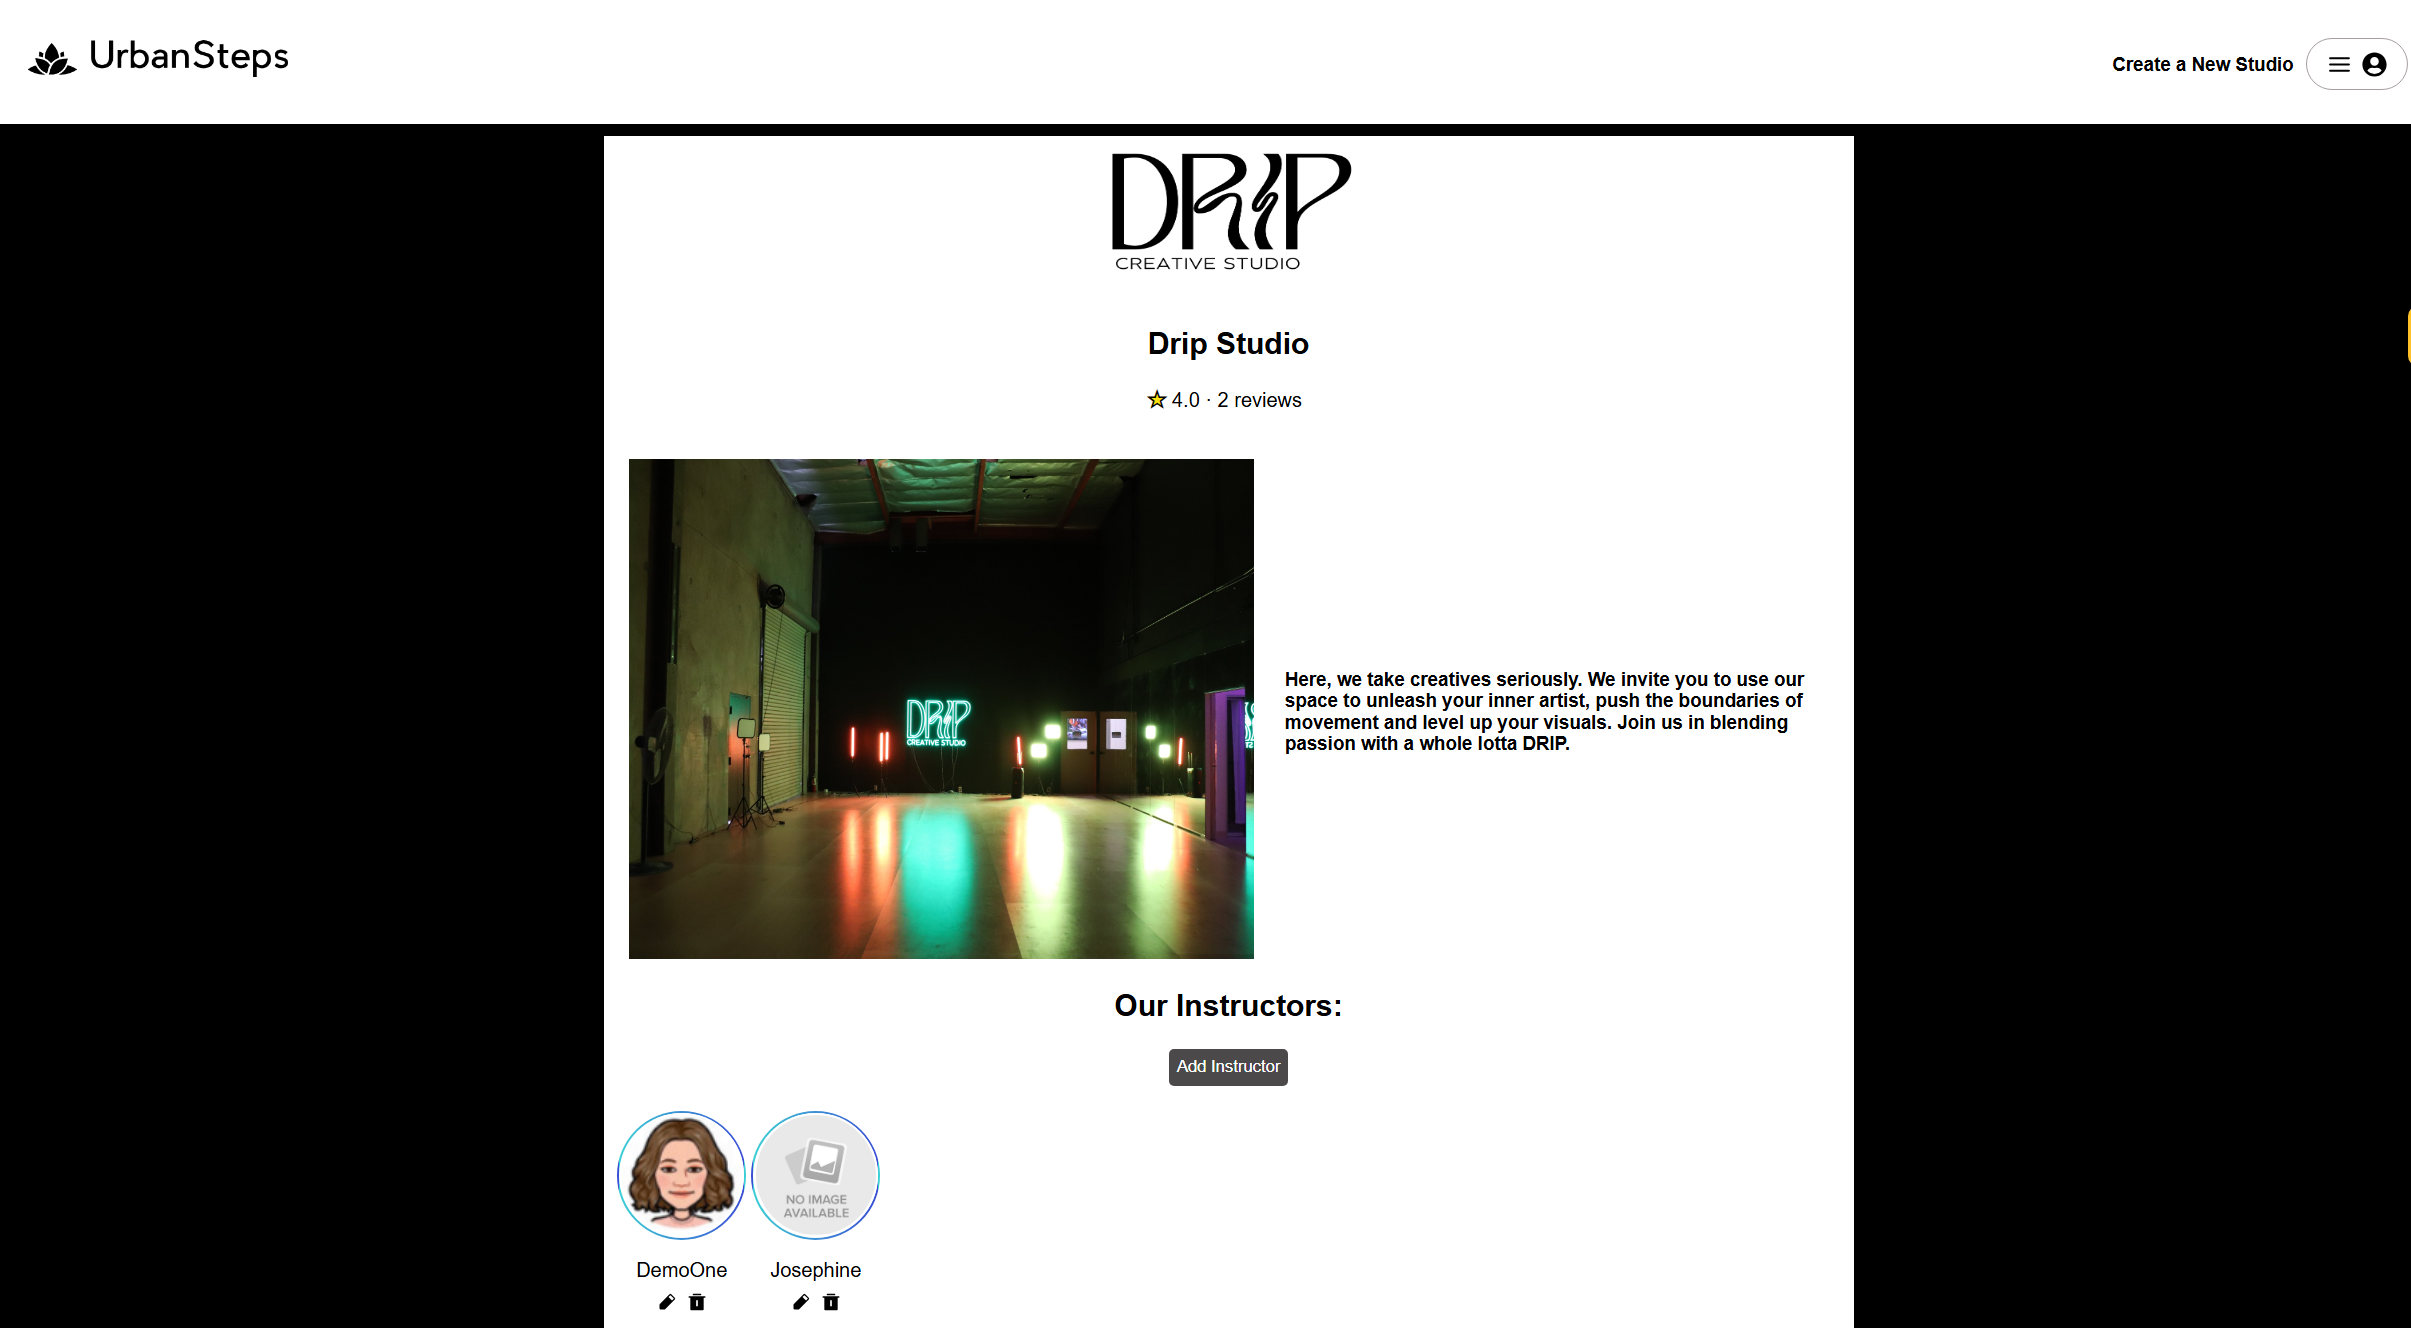 UrbanSteps
Create a New Studio
DRIP
CREATIVE STUDIO
Drip Studio
4.0 · 2 reviews
DRIP
CREATIVE STUDIO
Here, we take creatives seriously. We invite you to use our
space to unleash your inner artist, push the boundaries of
movement and level up your visuals. Join us in blending
passion with a whole lotta DRIP.
Our Instructors:
Add Instructor
NO IMAGE
AVAILABLE
DemoOne
Josephine